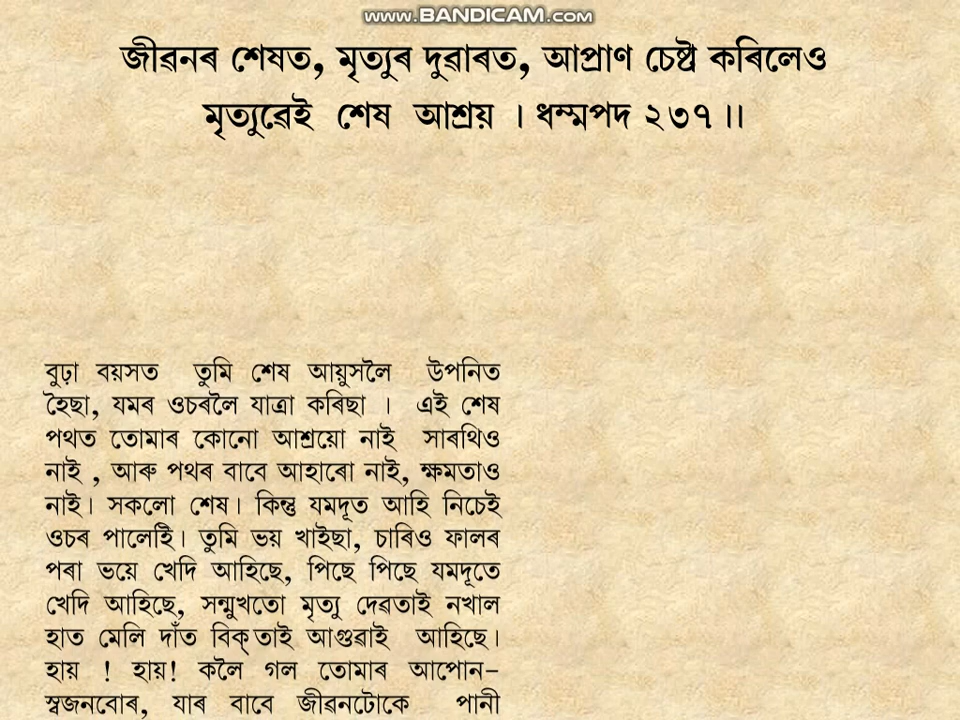 www.BANDICAM.com
জীৱনৰ শেষত, মৃত্যুৰ দুৱাৰত, আপ্ৰাণ চেষ্টা কৰিলেও
মৃত্যুৱেই শেষ আশ্ৰয় । ধম্মপদ ২৩৭ ।।
বুঢ়া বয়সত তুমি শেষ আয়ুসলৈ উপনিত
হৈছা, যমৰ ওচৰলৈ যাত্ৰা কৰিছা । এই শেষ
পথত তোমাৰ কোনো আশ্ৰয়ো নাই সাৰথিও
নাই , আৰু পথৰ বাবে আহাৰো নাই, ক্ষমতাও
নাই। সকলো শেষ। কিন্তু যমদূত আহি নিচেই
ওচৰ পালেহি। তুমি ভয় খাইছা, চাৰিও ফালৰ
পৰা ভয়ে খেদি আহিছে, পিছে পিছে যমদূতে
খেদি আহিছে, সন্মুখতো মৃত্যু দেৱতাই নখাল
হাত মেলি দাঁত বিক্তাই আগুৱাই আহিছে।
হায় ! হায়! কলৈ গল তোমাৰ আপোন-
স্বজনবোৰ, যাৰ বাবে জীৱনটোকে পানী